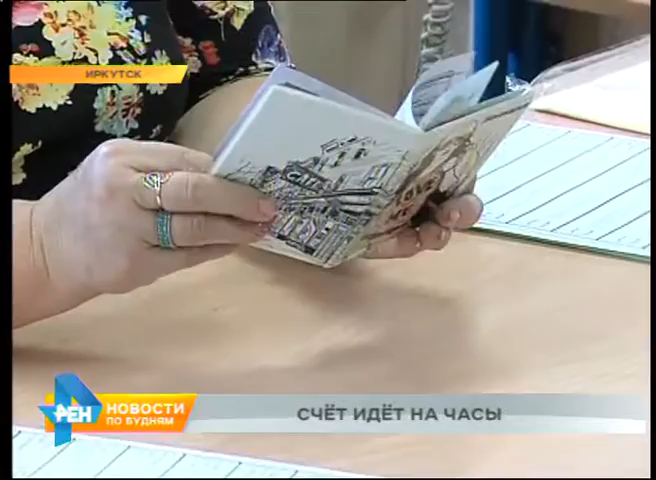 ИРКУТСК
РЕН
НОВОСТИ
ПО БУДНЯМ
СЧЁТ ИДЁТ НА ЧАСЫ